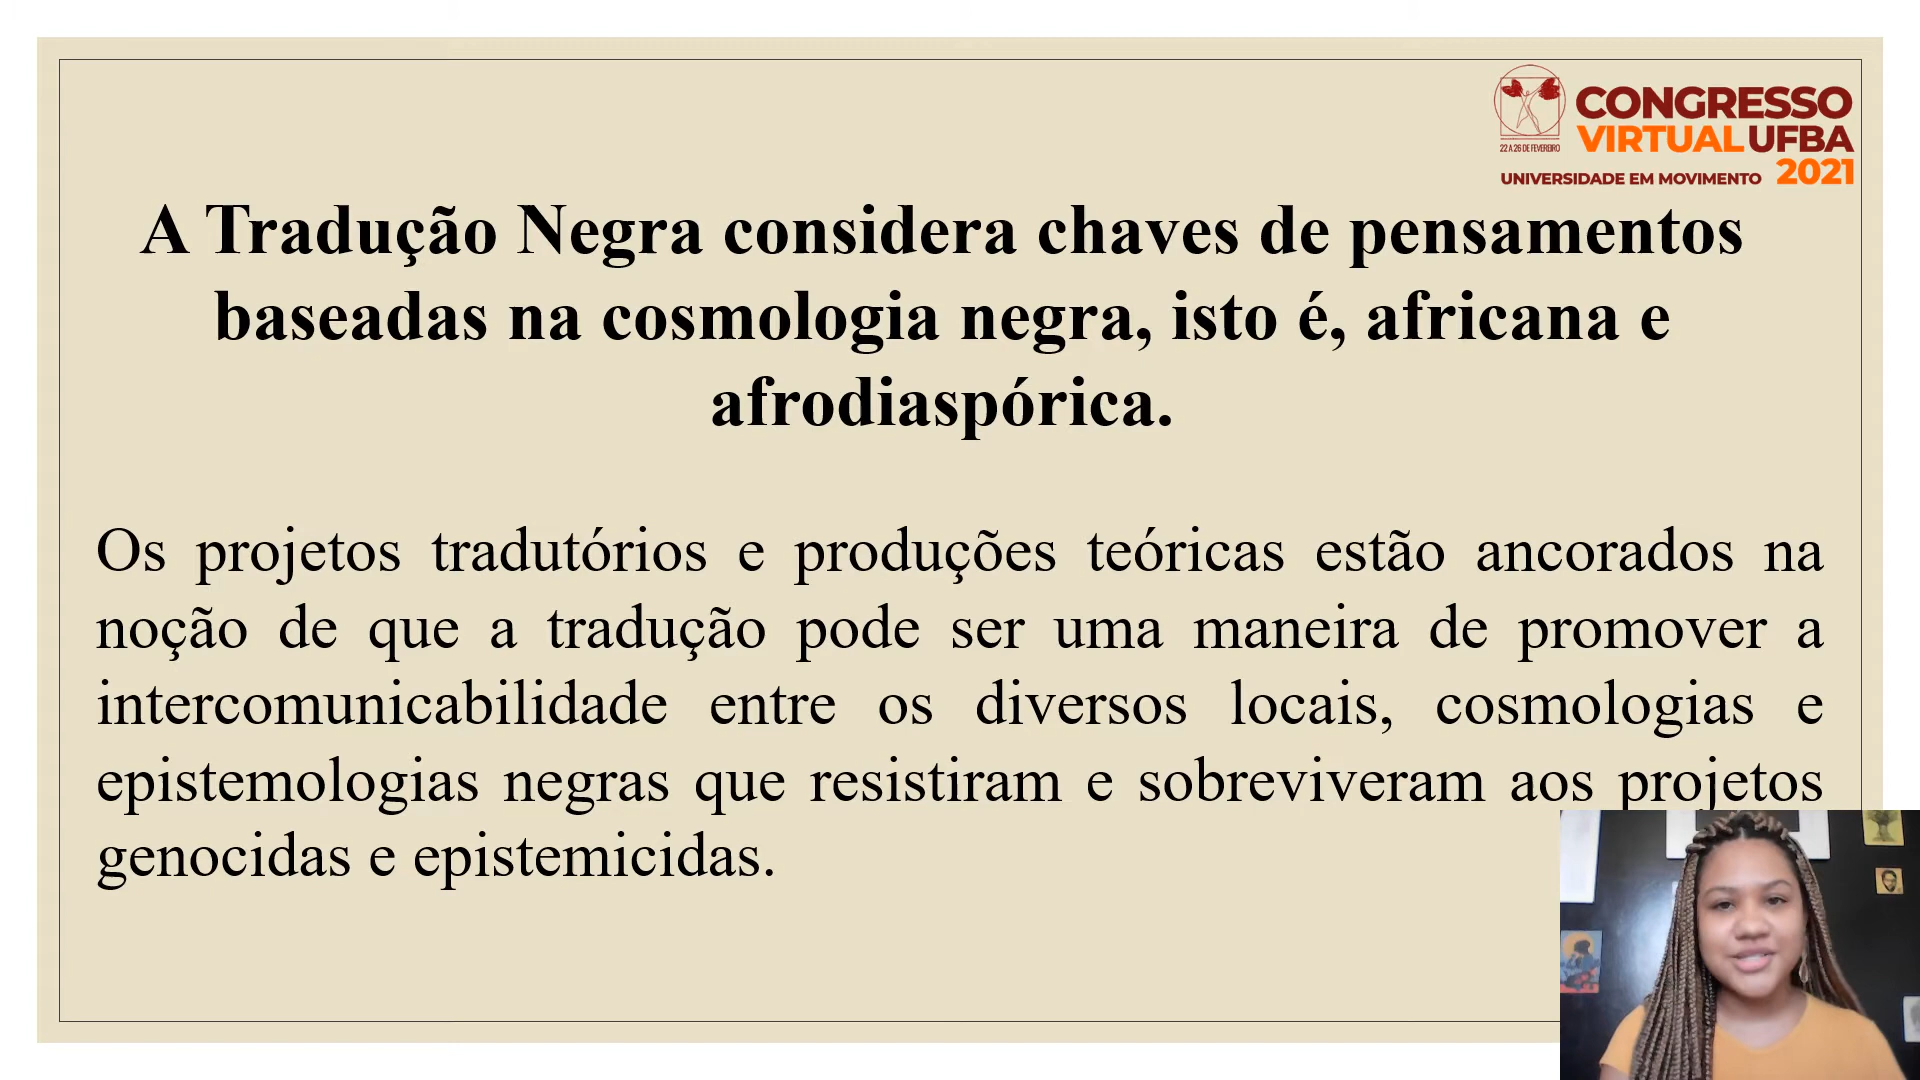 CONGRESSO
VIRTUAL UFBA
22 A 26 DE FEVEREIRO
UNIVERSIDADE EM MOVIMENTO 2021
A Tradução Negra considera chaves de pensamentos
baseadas na cosmologia negra, isto é, africana e
afrodiaspórica.
Os projetos tradutórios e produções teóricas estão ancorados na
noção de que a tradução pode ser uma maneira de promover a
intercomunicabilidade entre os diversos locais, cosmologias e
epistemologias negras que resistiram e sobreviveram aos projetos
genocidas e epistemicidas.